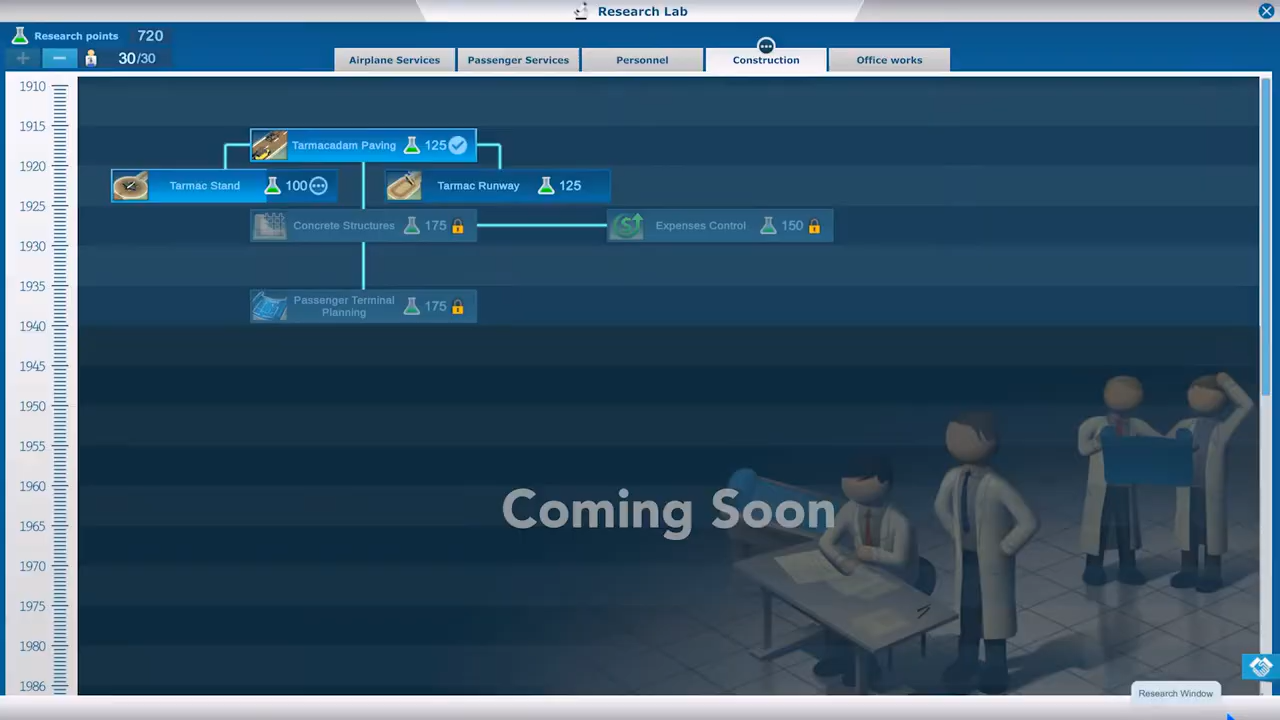 Research Lab
Research points 720
30/30
Airplane Services
Passenger Services
Personnel
Construction
Office works
1910
1915
1920
1925
1930
1935
1940
1945
1950
1955
1960
1965
1970
1975
1980
1986
Tarmacadam Paving 125
Tarmac Stand 100
Tarmac Runway 125
Concrete Structures 175
Expenses Control 150
Passenger Terminal
Planning 175
Coming Soon
Research Window